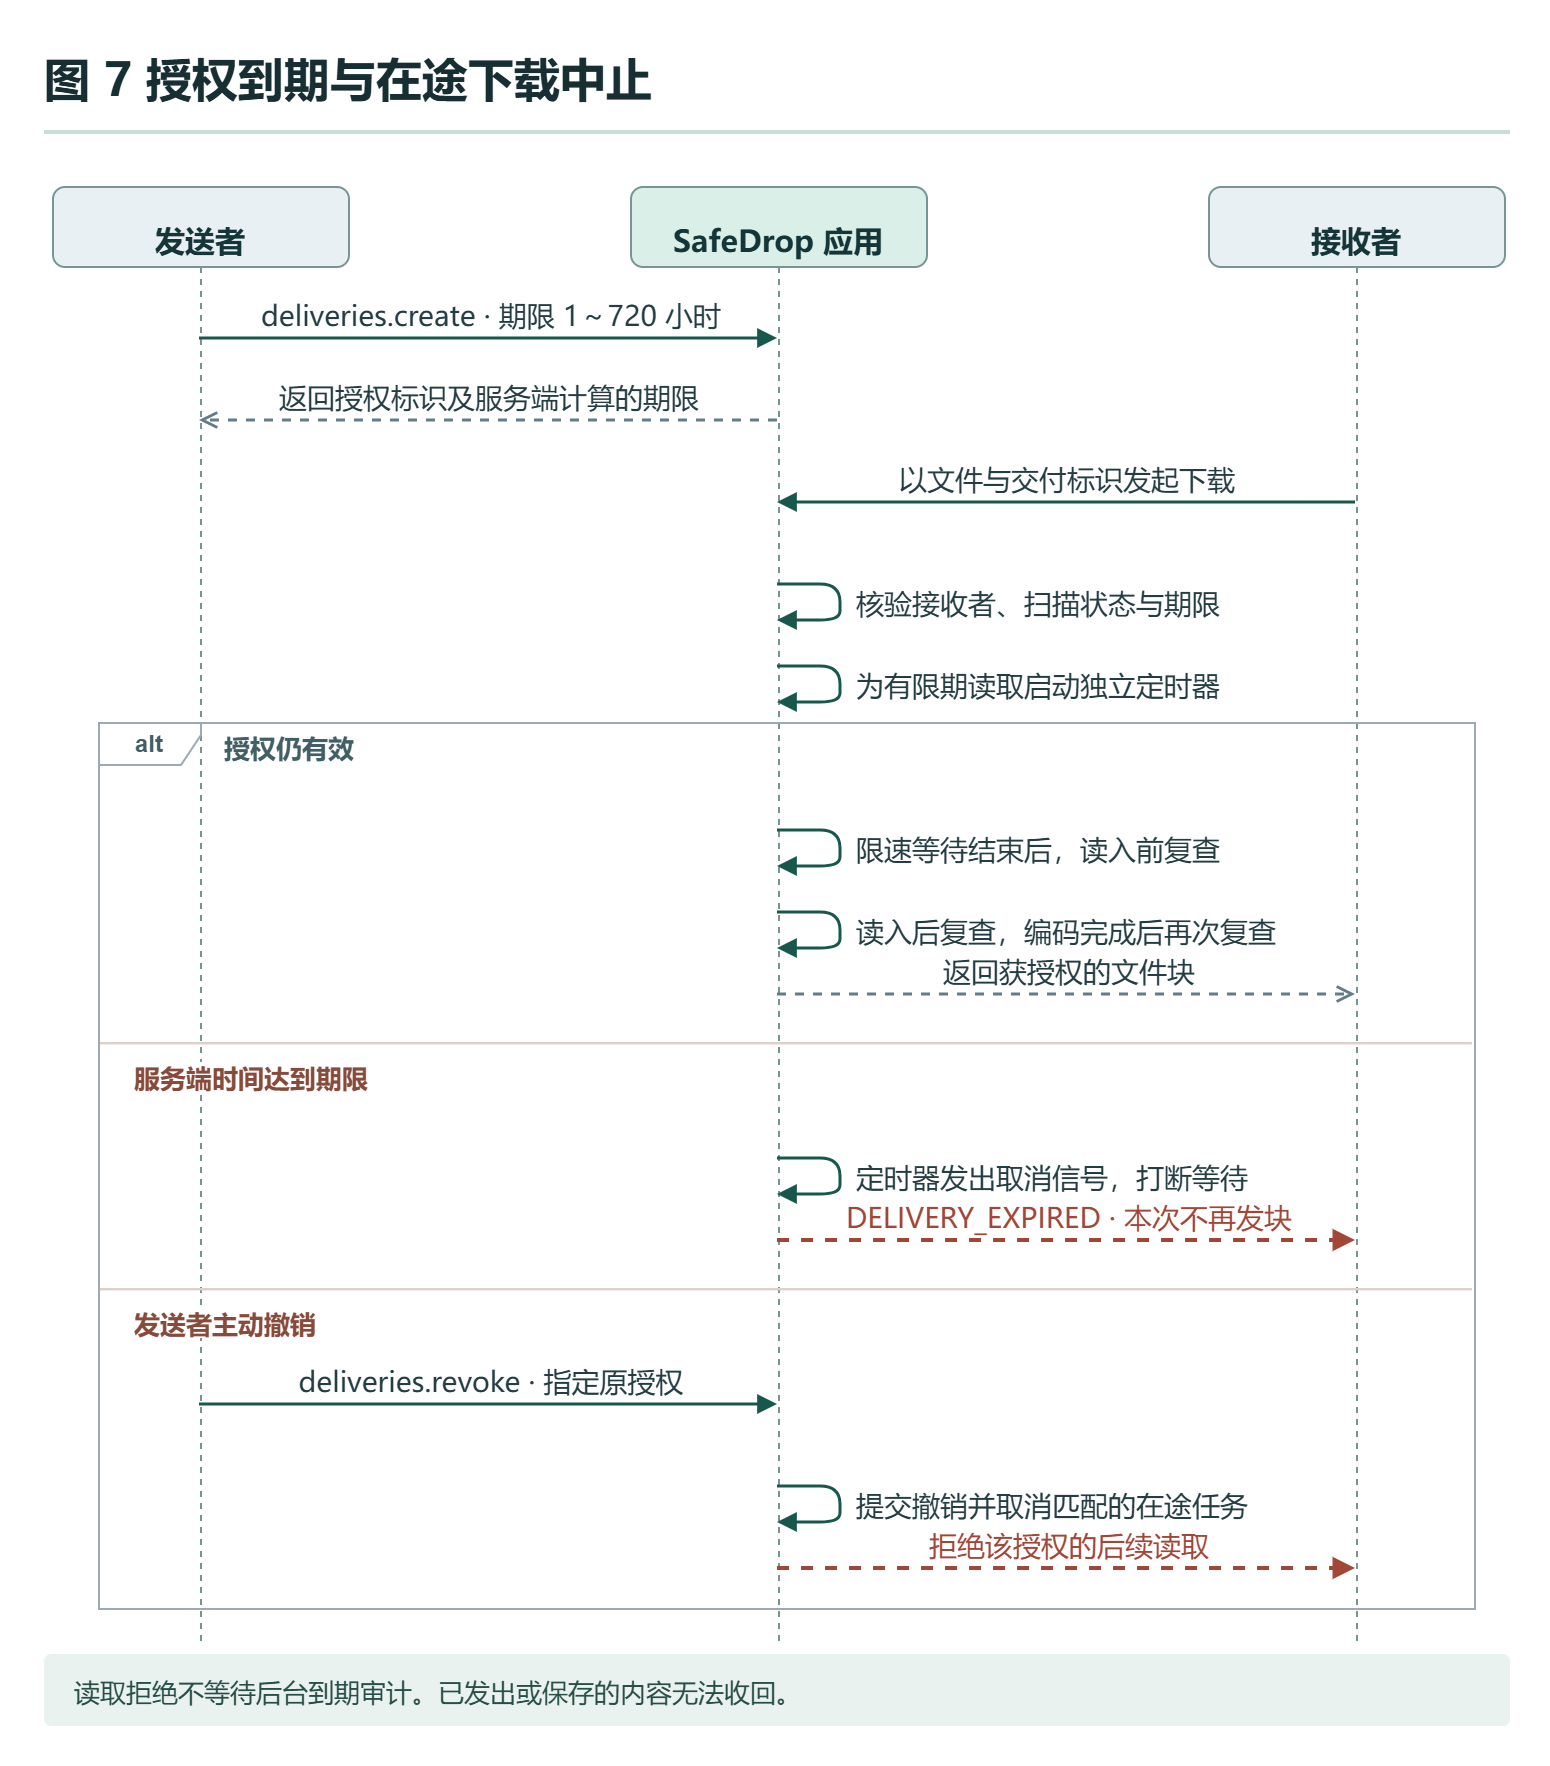 图 7 授权到期与在途下载中止
发送者
SafeDrop 应用
接收者
deliveries.create · 期限 1～720 小时
返回授权标识及服务端计算的期限
以文件与交付标识发起下载
核验接收者、扫描状态与期限
为有限期读取启动独立定时器
alt
授权仍有效
限速等待结束后，读入前复查
读入后复查，编码完成后再次复查
返回获授权的文件块
服务端时间达到期限
定时器发出取消信号，打断等待
DELIVERY_EXPIRED · 本次不再发块
发送者主动撤销
deliveries.revoke · 指定原授权
提交撤销并取消匹配的在途任务
拒绝该授权的后续读取
读取拒绝不等待后台到期审计。已发出或保存的内容无法收回。